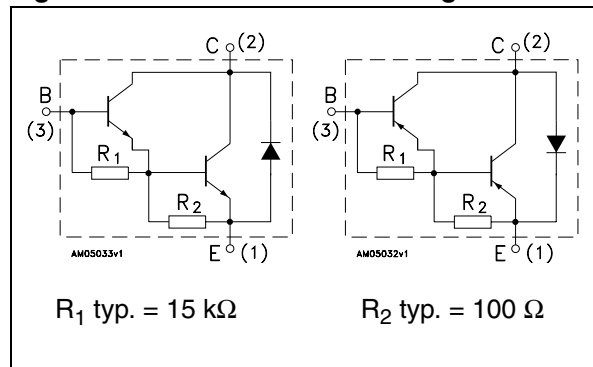 C (2)
B
(3)
R1
R2
E (1)
AM05033v1
C (2)
B
(3)
R1
R2
E (1)
AM05032v1
R1 typ. = 15 kΩ
R2 typ. = 100 Ω